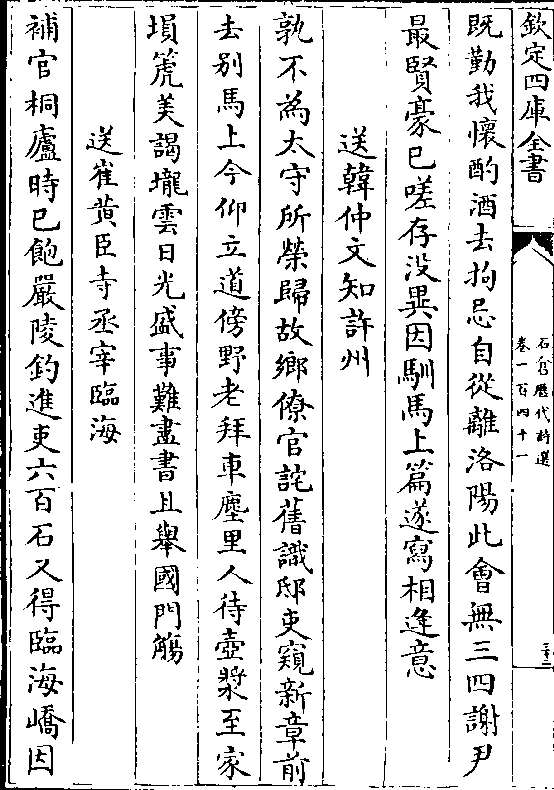 欽定四庫全書
石倉歷代詩選
卷一百四十一
二十二
既勤我懷酌酒去拘忌自從離洛陽此會無三四謝尹
最賢豪已嗟存没異因馴馬上篇遂寫相逢意
送韓仲文知許州
孰不為太守所榮歸故鄉僚官詫舊識邸吏窺新章前
去别馬上今仰立道傍野老拜車塵里人待壺漿至家
塤箎美謁壠雲日光盛事難盡書且舉國門觴
送崔黄臣寺丞宰臨海
補官桐廬時已飽嚴陵釣進吏六百石又得臨海嶠因